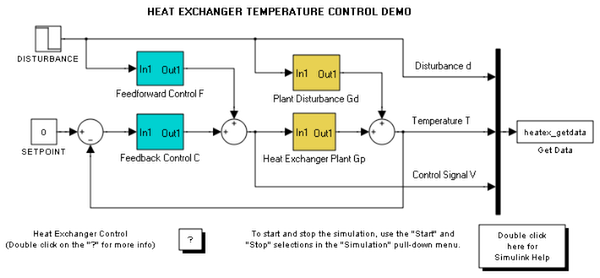 HEAT EXCHANGER TEMPERATURE CONTROL DEMO
DISTURBANCE
In1 Out1
Feedforward Control F
In1 Out1
Plant Disturbance Gd
Disturbance d
0
SETPOINT
In1 Out1
Feedback Control C
In1 Out1
Heat Exchanger Plant Gp
Temperature T
heatex_getdata
Get Data
Control Signal V
Heat Exchanger Control
(Double click on the "?" for more info)
?
To start and stop the simulation, use the "Start" and
"Stop" selections in the "Simulation" pull-down menu.
Double click
here for
Simulink Help